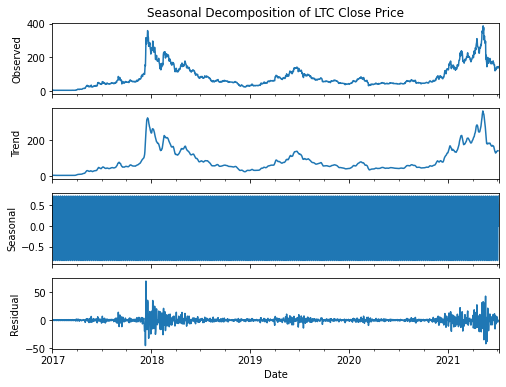 Seasonal Decomposition of LTC Close Price
Observed
400
200
0
Trend
200
0
Seasonal
0.5
0.0
−0.5
Residual
50
0
−50
2017 2018 2019 2020 2021
Date